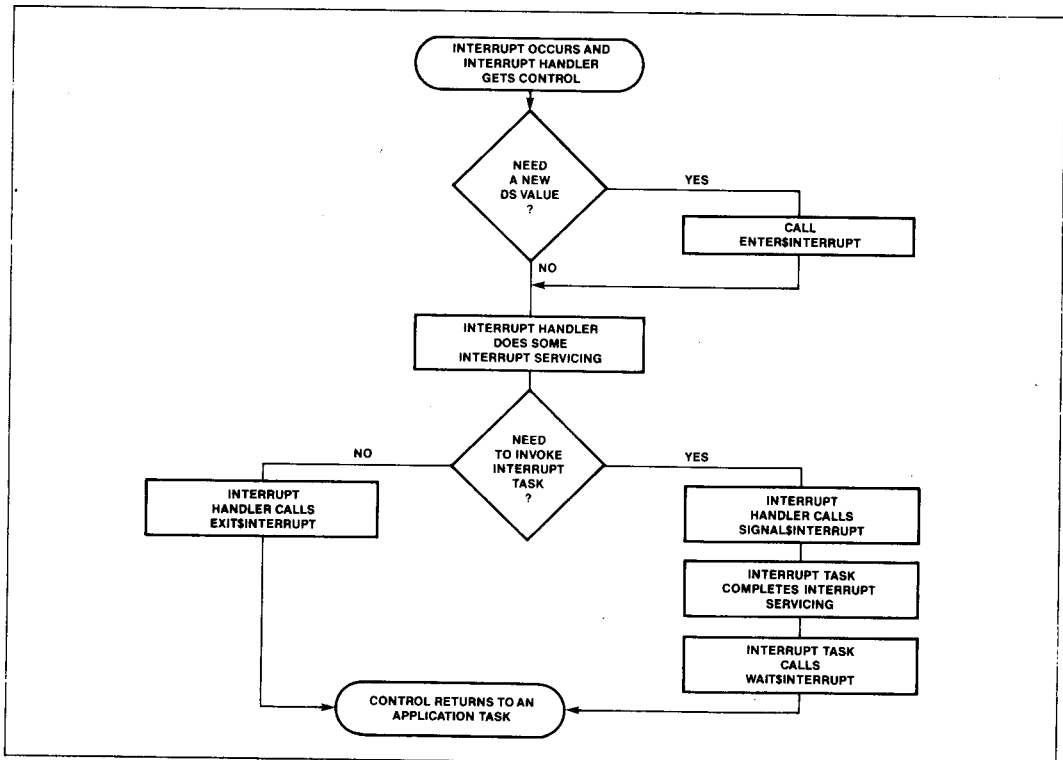 INTERRUPT OCCURS AND
INTERRUPT HANDLER
GETS CONTROL
NEED
A NEW
DS VALUE
?
YES
CALL
ENTER$INTERRUPT
NO
INTERRUPT HANDLER
DOES SOME
INTERRUPT SERVICING
NEED
TO INVOKE
INTERRUPT
TASK
?
NO
YES
INTERRUPT
HANDLER CALLS
EXIT$INTERRUPT
INTERRUPT
HANDLER CALLS
SIGNAL$INTERRUPT
INTERRUPT TASK
COMPLETES INTERRUPT
SERVICING
INTERRUPT TASK
CALLS
WAIT$INTERRUPT
CONTROL RETURNS TO AN
APPLICATION TASK